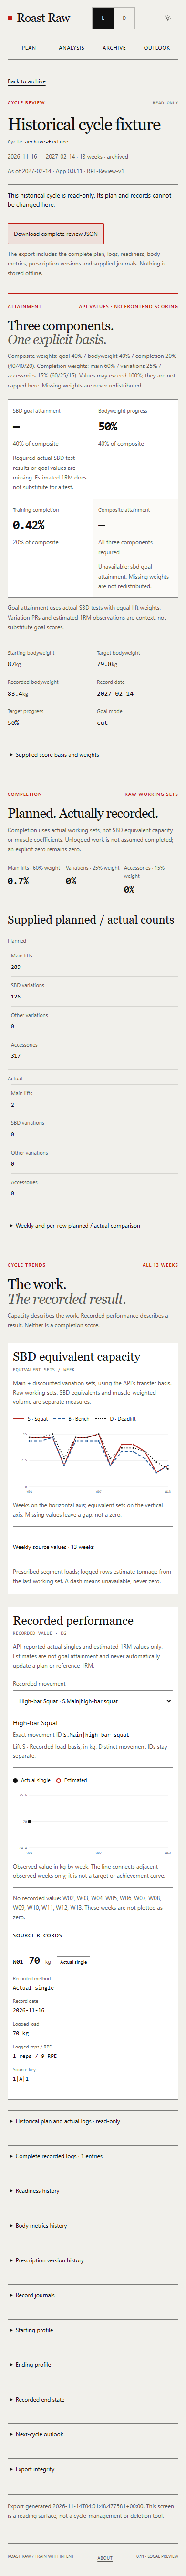 Roast Raw
L
D
PLAN
ANALYSIS
ARCHIVE
OUTLOOK
Back to archive
CYCLE REVIEW
READ-ONLY
Historical cycle fixture
Cycle archive-fixture
2026-11-16 — 2027-02-14 · 13 weeks · archived
As of 2027-02-14 · App 0.0.11 · RPL-Review-v1
This historical cycle is read-only. Its plan and records cannot
be changed here.
Download complete review JSON
The export includes the complete plan, logs, readiness, body
metrics, prescription versions and supplied journals. Nothing is
stored offline.
ATTAINMENT
API VALUES · NO FRONTEND SCORING
Three components.
One explicit basis.
Composite weights: goal 40% / bodyweight 40% / completion 20%
(40/40/20). Completion weights: main 60% / variations 25% /
accessories 15% (60/25/15). Values may exceed 100%; they are not
capped here. Missing weights are never redistributed.
SBD goal attainment
—
40% of composite
Required actual SBD test
results or goal values are
missing. Estimated 1RM does
not substitute for a test.
Bodyweight progress
50%
40% of composite
Training completion
0.42%
20% of composite
Composite attainment
—
All three components
required
Unavailable: sbd goal
attainment. Missing weights
are not redistributed.
Goal attainment uses actual SBD tests with equal lift weights.
Variation PRs and estimated 1RM observations are context, not
substitute goal scores.
Starting bodyweight
87kg
Target bodyweight
79.8kg
Recorded bodyweight
83.4kg
Record date
2027-02-14
Target progress
50%
Goal mode
cut
Supplied score basis and weights
COMPLETION
RAW WORKING SETS
Planned. Actually recorded.
Completion uses actual working sets, not SBD equivalent capacity
or muscle coefficients. Unlogged work is not assumed completed;
an explicit zero remains zero.
Main lifts · 60% weight
0.7%
Variations · 25% weight
0%
Accessories · 15%
weight
0%
Supplied planned / actual counts
Planned
Main lifts
289
SBD variations
126
Other variations
0
Accessories
317
Actual
Main lifts
2
SBD variations
0
Other variations
0
Accessories
0
Weekly and per-row planned / actual comparison
CYCLE TRENDS
ALL 13 WEEKS
The work.
The recorded result.
Capacity describes the work. Recorded performance describes a
result. Neither is a completion score.
SBD equivalent capacity
EQUIVALENT SETS / WEEK
Main + discounted variation sets, using the API's transfer basis.
Raw working sets, SBD equivalents and muscle-weighted
volume are separate measures.
S · Squat
B · Bench
D · Deadlift
Weeks on the horizontal axis; equivalent sets on the vertical
axis. Missing values leave a gap, not a zero.
Weekly source values · 13 weeks
Prescribed segment loads; logged rows estimate tonnage from
the last working set. A dash means unavailable, never zero.
Recorded performance
RECORDED VALUE · KG
API-reported actual singles and estimated 1RM values only.
Estimates are not goal attainment and never automatically
update a plan or reference 1RM.
Recorded movement
High-bar Squat · S.Main|high-bar squat
High-bar Squat
Exact movement ID S.Main|high-bar squat
Lift S · Recorded load basis, in kg. Distinct movement IDs stay
separate.
Actual single
Estimated
Observed value in kg by week. The line connects adjacent
observed weeks only; it is not a target or achievement curve.
No recorded value: W02, W03, W04, W05, W06, W07, W08,
W09, W10, W11, W12, W13. These weeks are not plotted as
zero.
SOURCE RECORDS
W01 70 kg Actual single
Recorded method
Actual single
Record date
2026-11-16
Logged load
70 kg
Logged reps / RPE
1 reps / 9 RPE
Source key
1|A|1
Historical plan and actual logs · read-only
Complete recorded logs · 1 entries
Readiness history
Body metrics history
Prescription version history
Record journals
Starting profile
Ending profile
Recorded end state
Next-cycle outlook
Export integrity
Export generated 2026-11-14T04:01:48.477581+00:00. This screen
is a reading surface, not a cycle-management or deletion tool.
ROAST RAW / TRAIN WITH INTENT
ABOUT